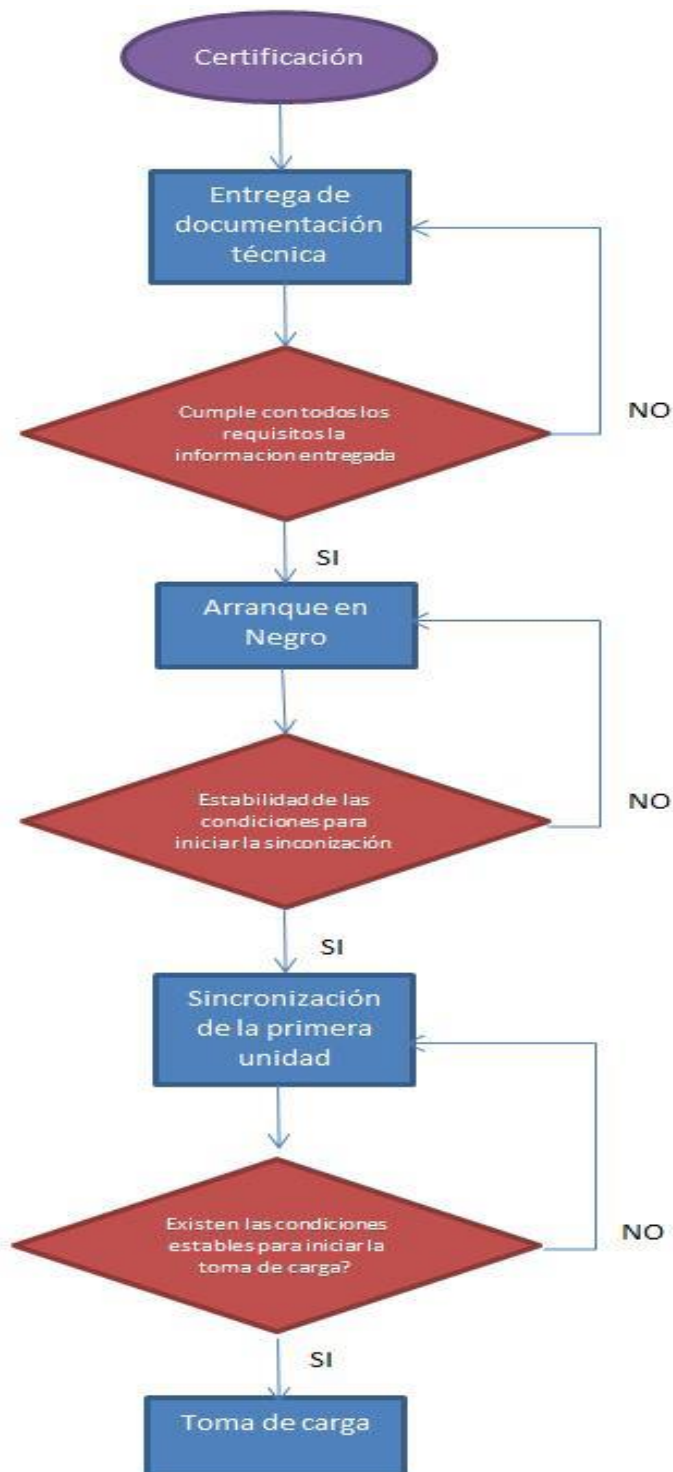 Certificación
Entrega de
documentación
técnica
Cumple con todos los
requisitos la
informacion entregada
NO
SI
Arranque en
Negro
Estabilidad de las
condiciones para
iniciar la sinconización
NO
SI
Sincronización
de la primera
unidad
Existen las condiciones
estables para iniciar la
toma de carga?
NO
SI
Toma de carga